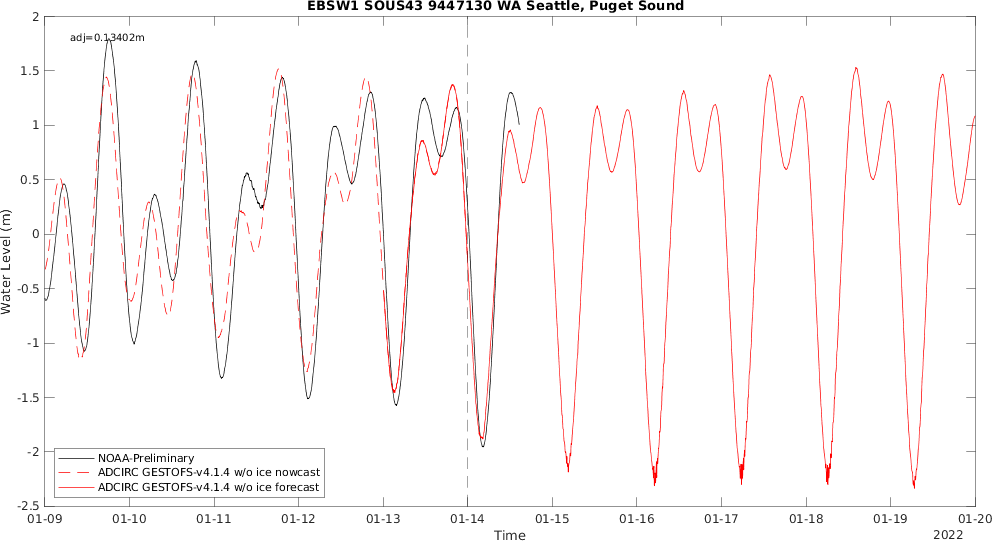 EBSW1 SOUS43 9447130 WA Seattle, Puget Sound
adj=0.13402m
2
1.5
1
0.5
0
-0.5
-1
-1.5
-2
-2.5
Water Level (m)
NOAA-Preliminary
ADCIRC GESTOFS-v4.1.4 w/o ice nowcast
ADCIRC GESTOFS-v4.1.4 w/o ice forecast
01-09 01-10 01-11 01-12 01-13 01-14 01-15 01-16 01-17 01-18 01-19 01-20
Time
2022